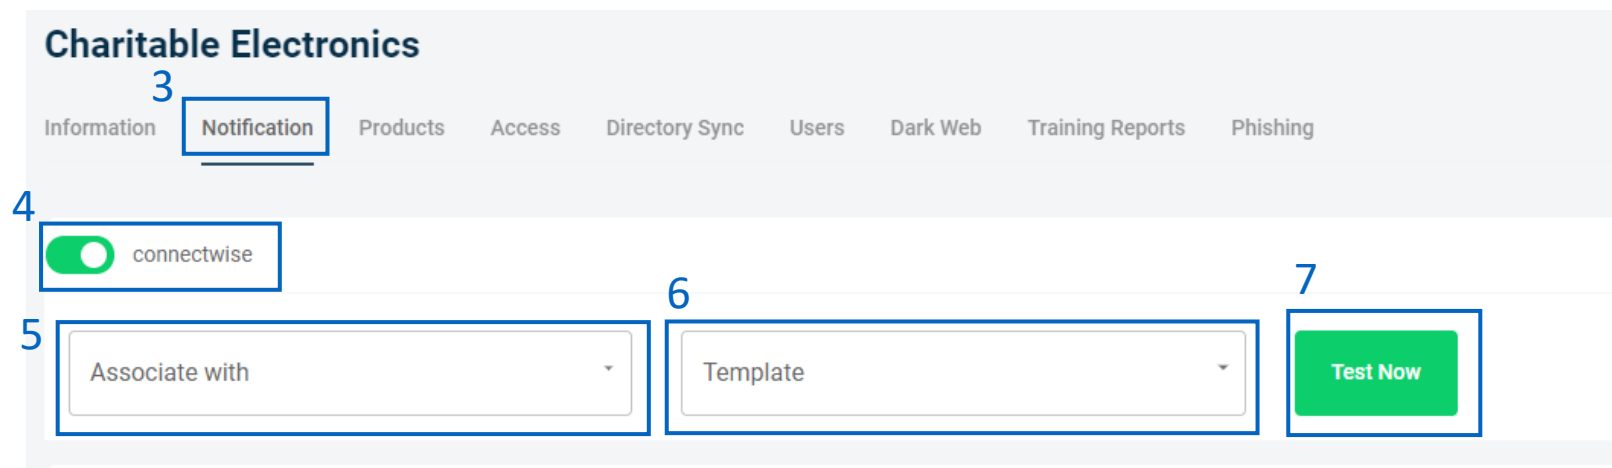 Charitable Electronics
3
Information Notification Products Access Directory Sync Users Dark Web Training Reports Phishing
4
connectwise
5 6 7
Associate with Template Test Now